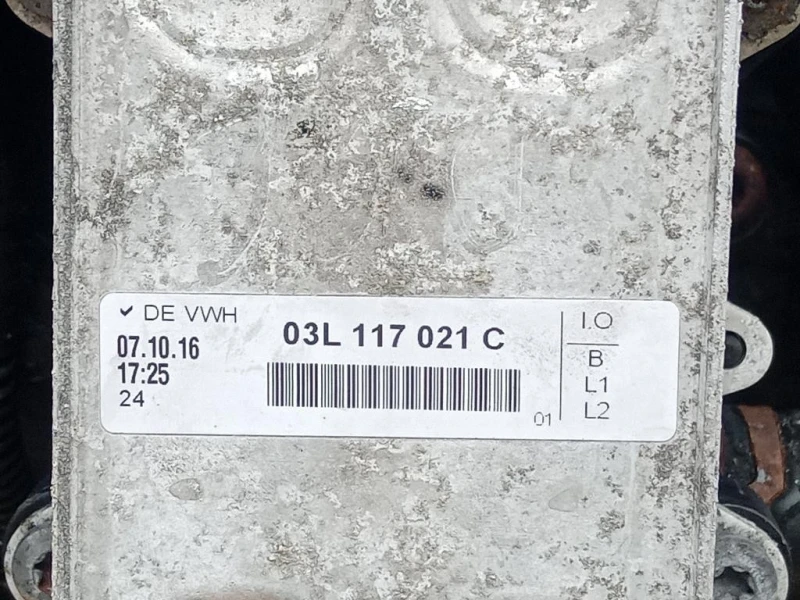 ✓ DE VWH
07.10.16
17:25
24
03L 117 021 C
01
I.O
B
L1
L2